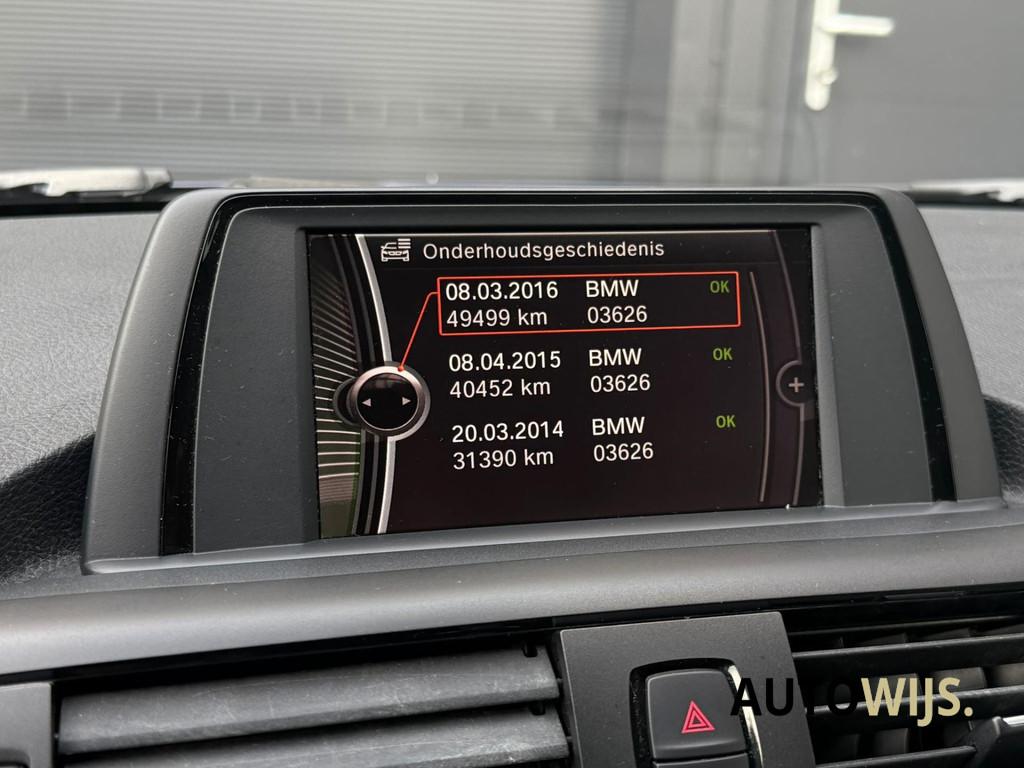 Onderhoudsgeschiedenis
08.03.2016 BMW OK
49499 km 03626
08.04.2015 BMW OK
40452 km 03626
20.03.2014 BMW OK
31390 km 03626
AUTOWIJS.